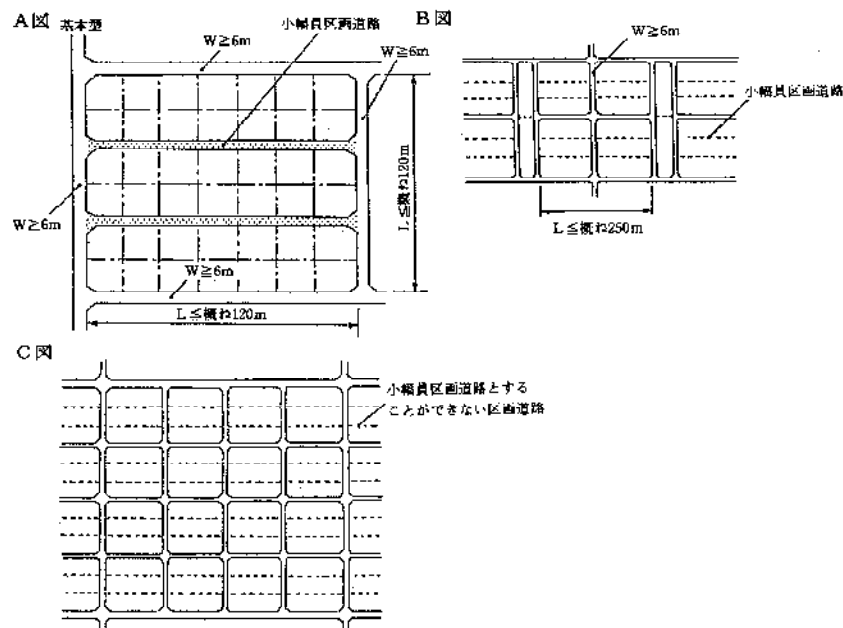 A図 基本型
W≧6m
小幅員区画道路
W≧6m
L≦概ね120m
W≧6m
W≧6m
L≦概ね120m
B図
W≧6m
小幅員区画道路
L≦概ね250m
C図
小幅員区画道路とする
ことができない区画道路